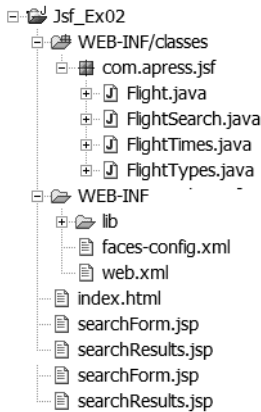 Jsf_Ex02
WEB-INF/classes
com.apress.jsf
Flight.java
FlightSearch.java
FlightTimes.java
FlightTypes.java
WEB-INF
lib
faces-config.xml
web.xml
index.html
searchForm.jsp
searchResults.jsp
searchForm.jsp
searchResults.jsp